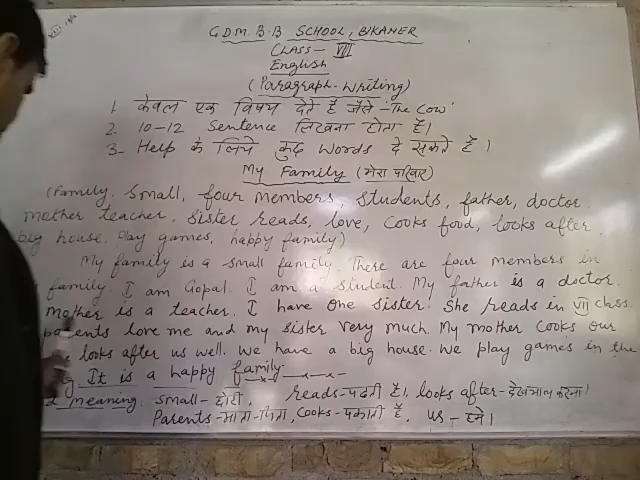 G.D.M. B.B SCHOOL, BIKANER
CLASS - VII
English
(Paragraph-Writing)
1. केवल एक विषय देते हैं जैसे 'The Cow'
2. 10-12 Sentence लिखना होता है।
3- Help के लिये कुछ Words दे सकते हैं।
My Family (मेरा परिवार)
(Family, small, four members, students, father, doctor.
mother teacher, sister reads, love, cooks food, looks after.
big house, play games, happy family)
My family is a small family. There are four members in
family. I am Gopal. I am a student. My father is a doctor.
mother is a teacher. I have one sister. She reads in VII class.
parents love me and my sister very much. My mother cooks our
looks after us well. We have a big house. We play games in the
It is a happy family.
meaning. small - छोटी, reads - पढती है।, looks after - देखभाल करना।
Parents - माता-पिता, Cooks - पकाती है, us - हमें।